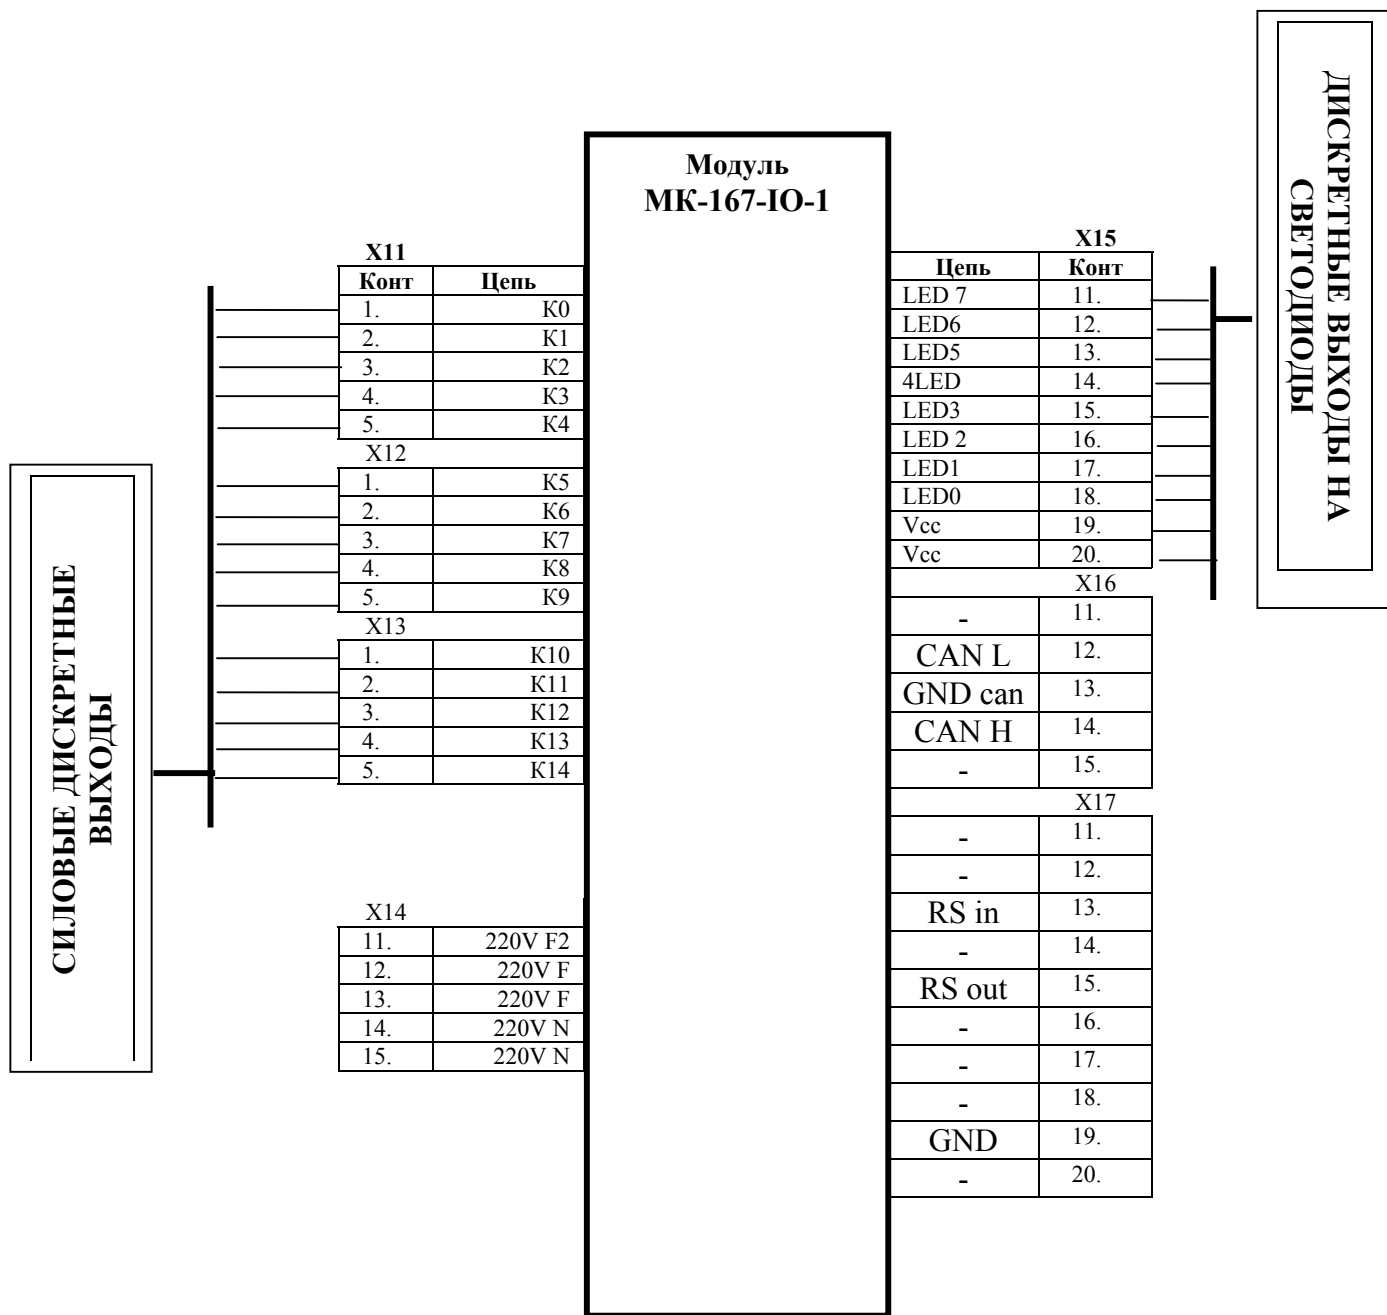 Модуль
МК-167-IO-1
X11
Конт Цепь
1. K0
2. K1
3. K2
4. K3
5. K4
X12
1. K5
2. K6
3. K7
4. K8
5. K9
X13
1. K10
2. K11
3. K12
4. K13
5. K14
X14
11. 220V F2
12. 220V F
13. 220V F
14. 220V N
15. 220V N
СИЛОВЫЕ ДИСКРЕТНЫЕ
ВЫХОДЫ
X15
Цепь Конт
LED 7 11.
LED6 12.
LED5 13.
4LED 14.
LED3 15.
LED 2 16.
LED1 17.
LED0 18.
Vcc 19.
Vcc 20.
X16
- 11.
CAN L 12.
GND can 13.
CAN H 14.
- 15.
X17
- 11.
- 12.
RS in 13.
- 14.
RS out 15.
- 16.
- 17.
- 18.
GND 19.
- 20.
ДИСКРЕТНЫЕ ВЫХОДЫ НА
СВЕТОДИОДЫ